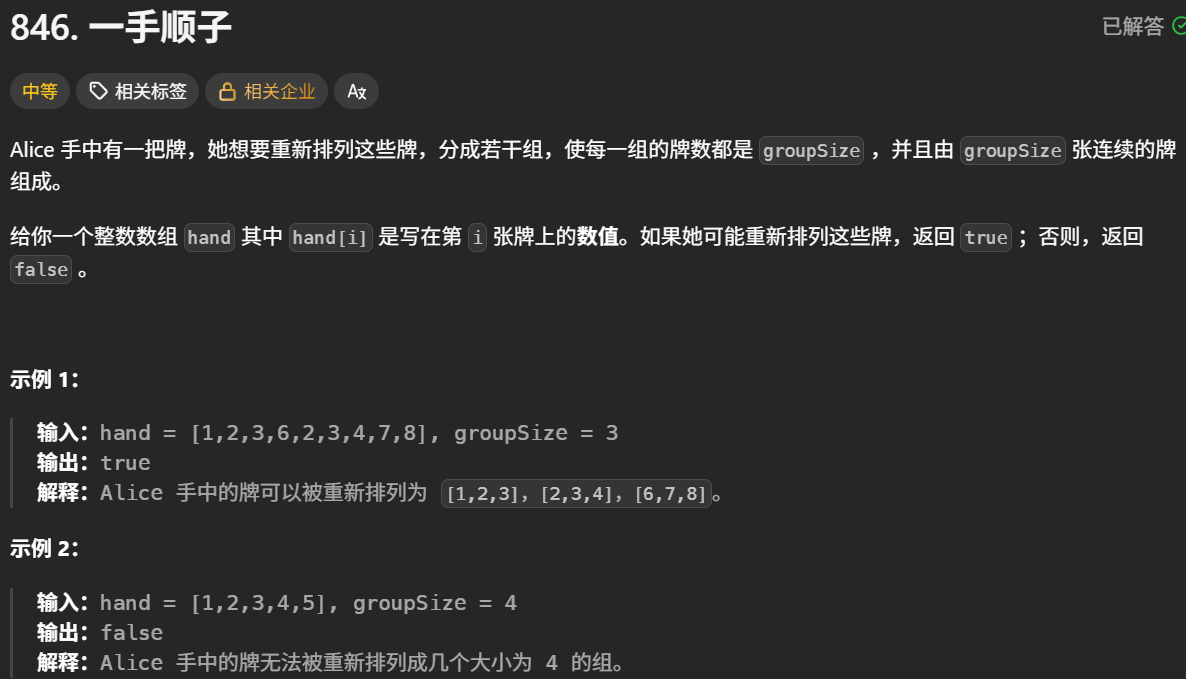 846. 一手顺子
已解答
中等 相关标签 相关企业
Alice 手中有一把牌，她想要重新排列这些牌，分成若干组，使每一组的牌数都是 groupSize ，并且由 groupSize 张连续的牌
组成。
给你一个整数数组 hand 其中 hand[i] 是写在第 i 张牌上的数值。如果她可能重新排列这些牌，返回 true ；否则，返回
false 。
示例 1：
输入：hand = [1,2,3,6,2,3,4,7,8], groupSize = 3
输出：true
解释：Alice 手中的牌可以被重新排列为 [1,2,3]，[2,3,4]，[6,7,8]。
示例 2：
输入：hand = [1,2,3,4,5], groupSize = 4
输出：false
解释：Alice 手中的牌无法被重新排列成几个大小为 4 的组。